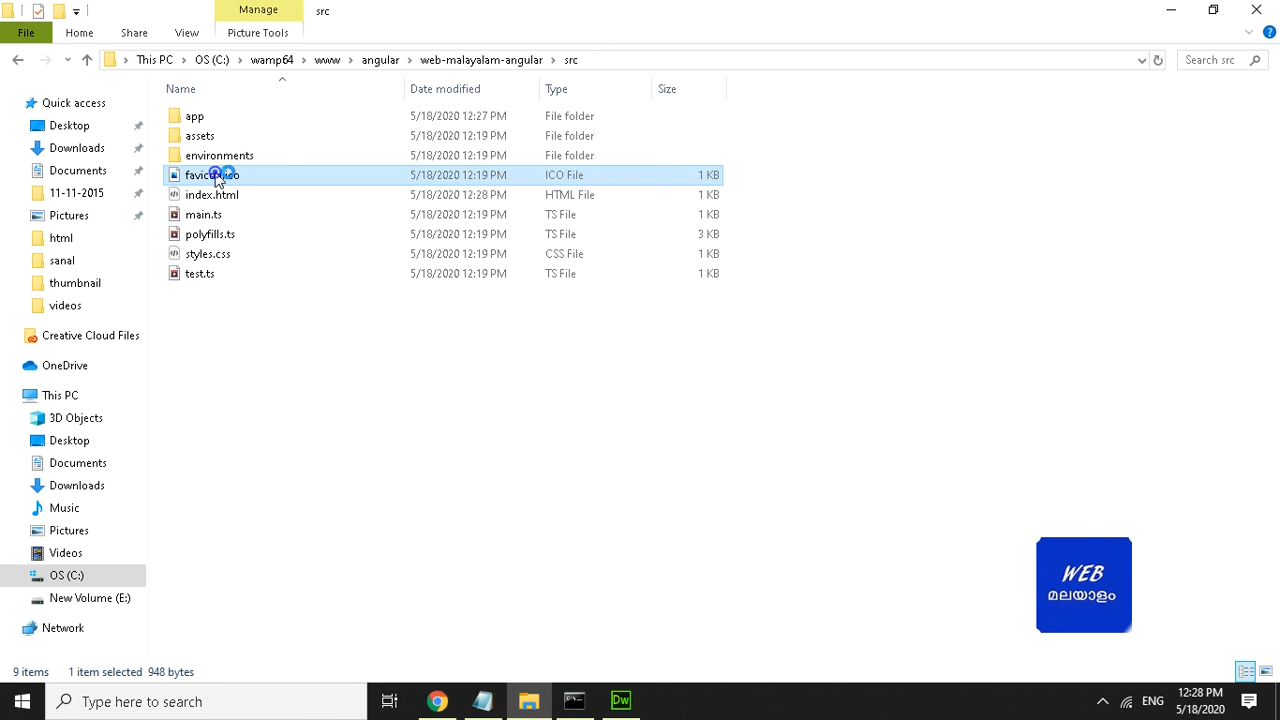 Manage
src
File
Home
Share
View
Picture Tools
This PC
OS (C:)
wamp64
www
angular
web-malayalam-angular
src
Search src
Name
Date modified
Type
Size
Quick access
Desktop
Downloads
Documents
11-11-2015
Pictures
html
sanal
thumbnail
videos
Creative Cloud Files
OneDrive
This PC
3D Objects
Desktop
Documents
Downloads
Music
Pictures
Videos
OS (C:)
New Volume (E:)
Network
app 5/18/2020 12:27 PM File folder
assets 5/18/2020 12:19 PM File folder
environments 5/18/2020 12:19 PM File folder
5/18/2020 12:19 PM ICO File 1 KB
index.html 5/18/2020 12:28 PM HTML File 1 KB
main.ts 5/18/2020 12:19 PM TS File 1 KB
polyfills.ts 5/18/2020 12:19 PM TS File 3 KB
styles.css 5/18/2020 12:19 PM CSS File 1 KB
test.ts 5/18/2020 12:19 PM TS File 1 KB
WEB
മലയാളം
9 items 1 item selected 948 bytes
Type here to search
Dw
ENG
12:28 PM
5/18/2020